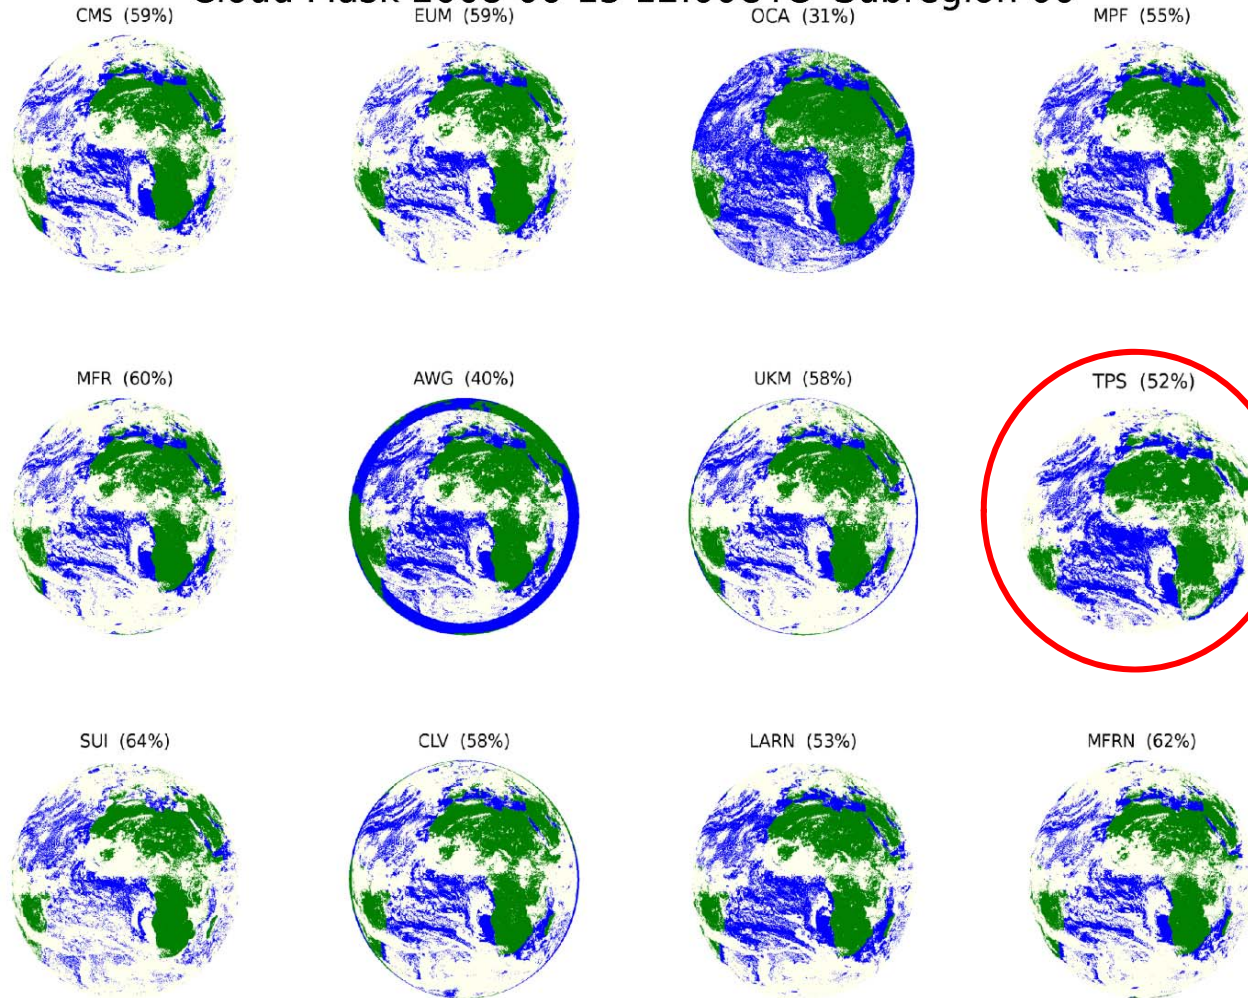 CMS (59%) EUM (59%) OCA (31%) MPF (55%)
MFR (60%) AWG (40%) UKM (58%) TPS (52%)
SUI (64%) CLV (58%) LARN (53%) MFRN (62%)